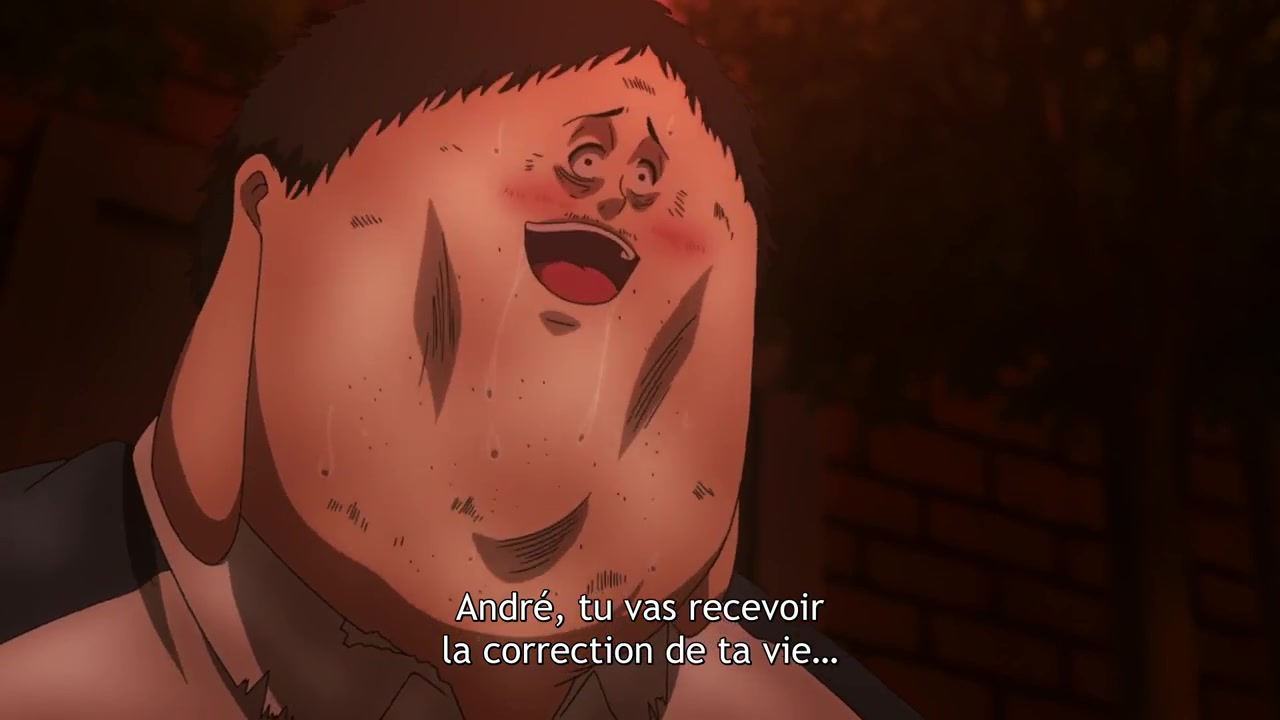 André, tu vas recevoir
la correction de ta vie…